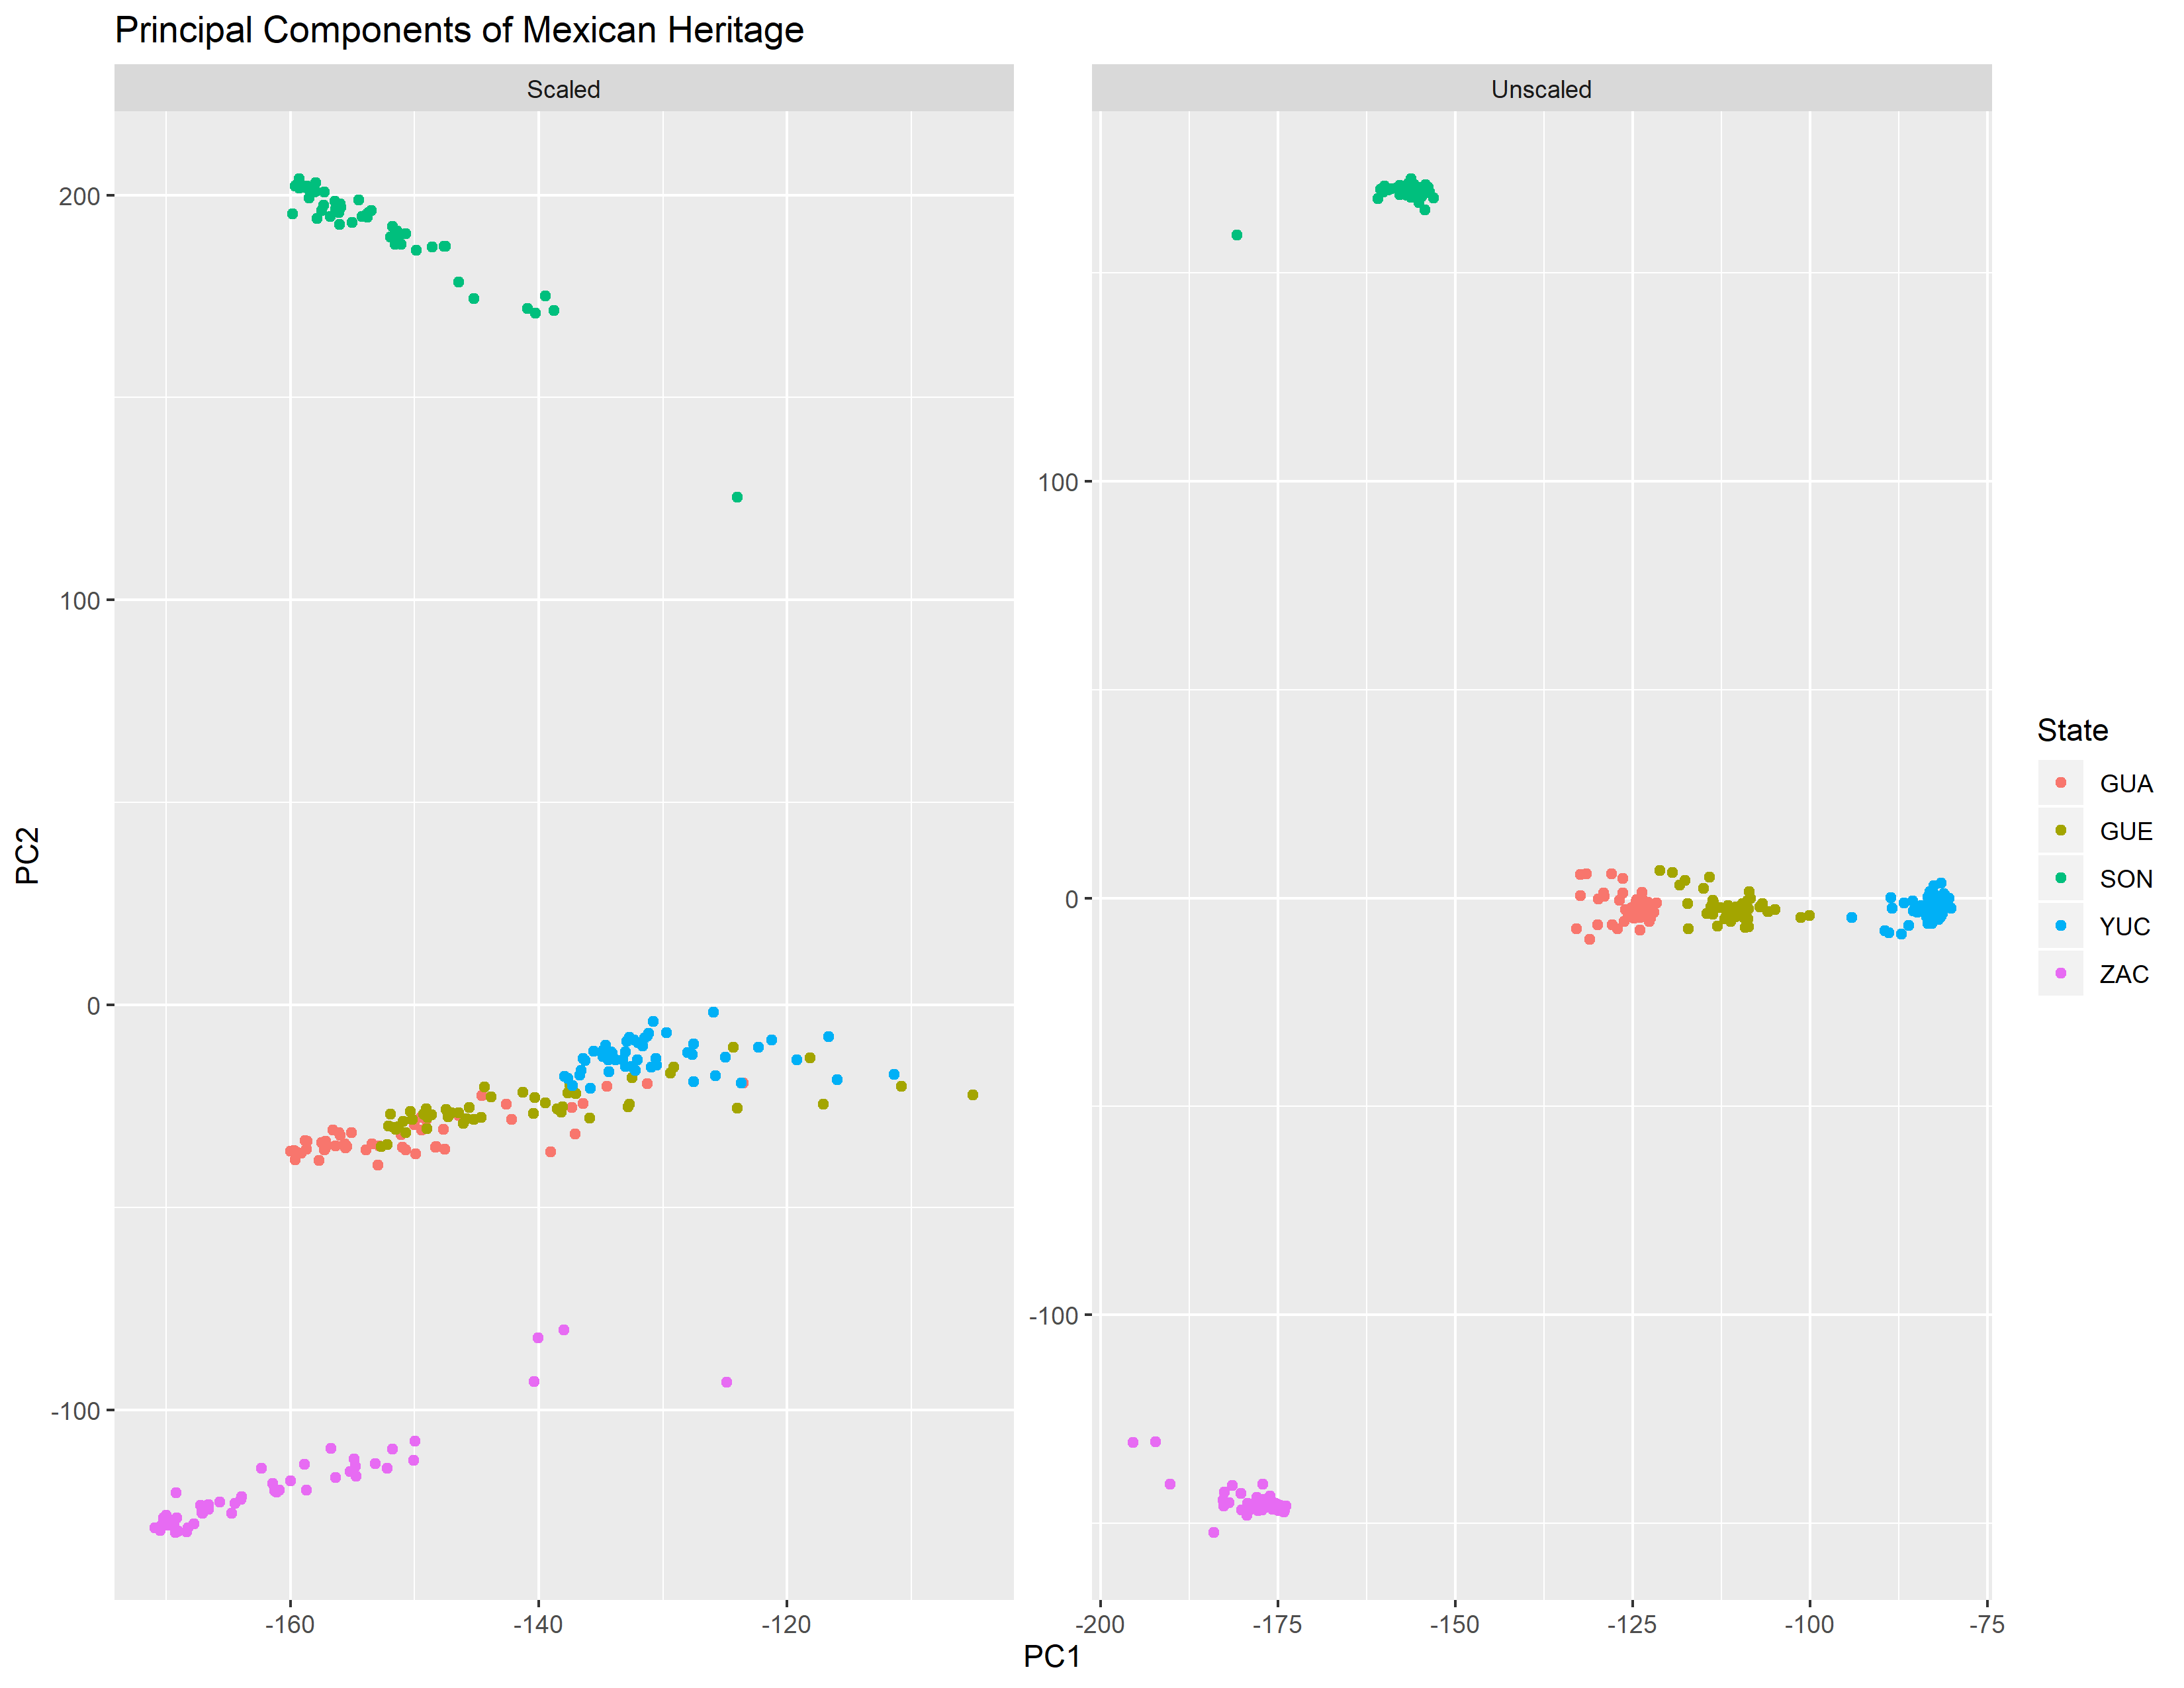 Principal Components of Mexican Heritage
Scaled
Unscaled
200
100
0
-100
100
0
-100
PC2
-160
-140
-120
-200
-175
-150
-125
-100
-75
PC1
State
GUA
GUE
SON
YUC
ZAC